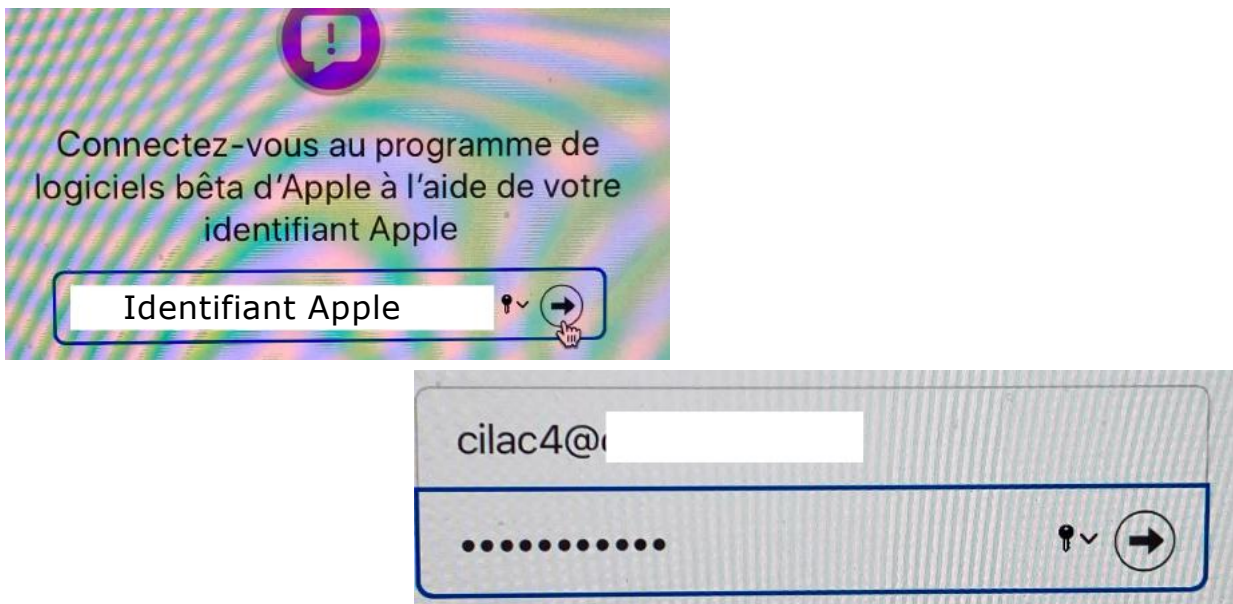 Connectez-vous au programme de
logiciels bêta d'Apple à l'aide de votre
identifiant Apple
Identifiant Apple
cilac4@
•••••••••••